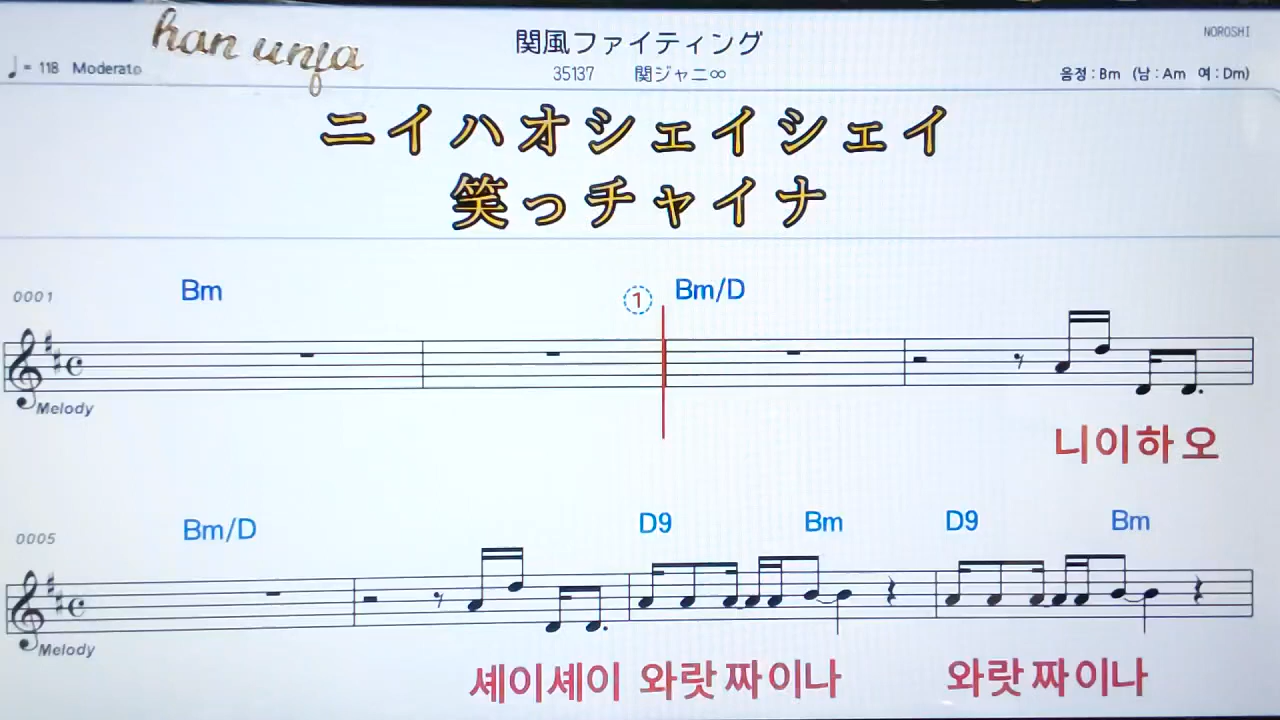 han unja
関風ファイティング
NOROSHI
♩= 118 Moderato
35137 関ジャニ∞
음정 : Bm (남 : Am 여 : Dm)
ニイハオシェイシェイ
笑っチャイナ
0001
Bm
①
Bm/D
Melody
니이하오
0005
Bm/D
D9
Bm
D9
Bm
Melody
셰이셰이 와랏짜이나 와랏짜이나